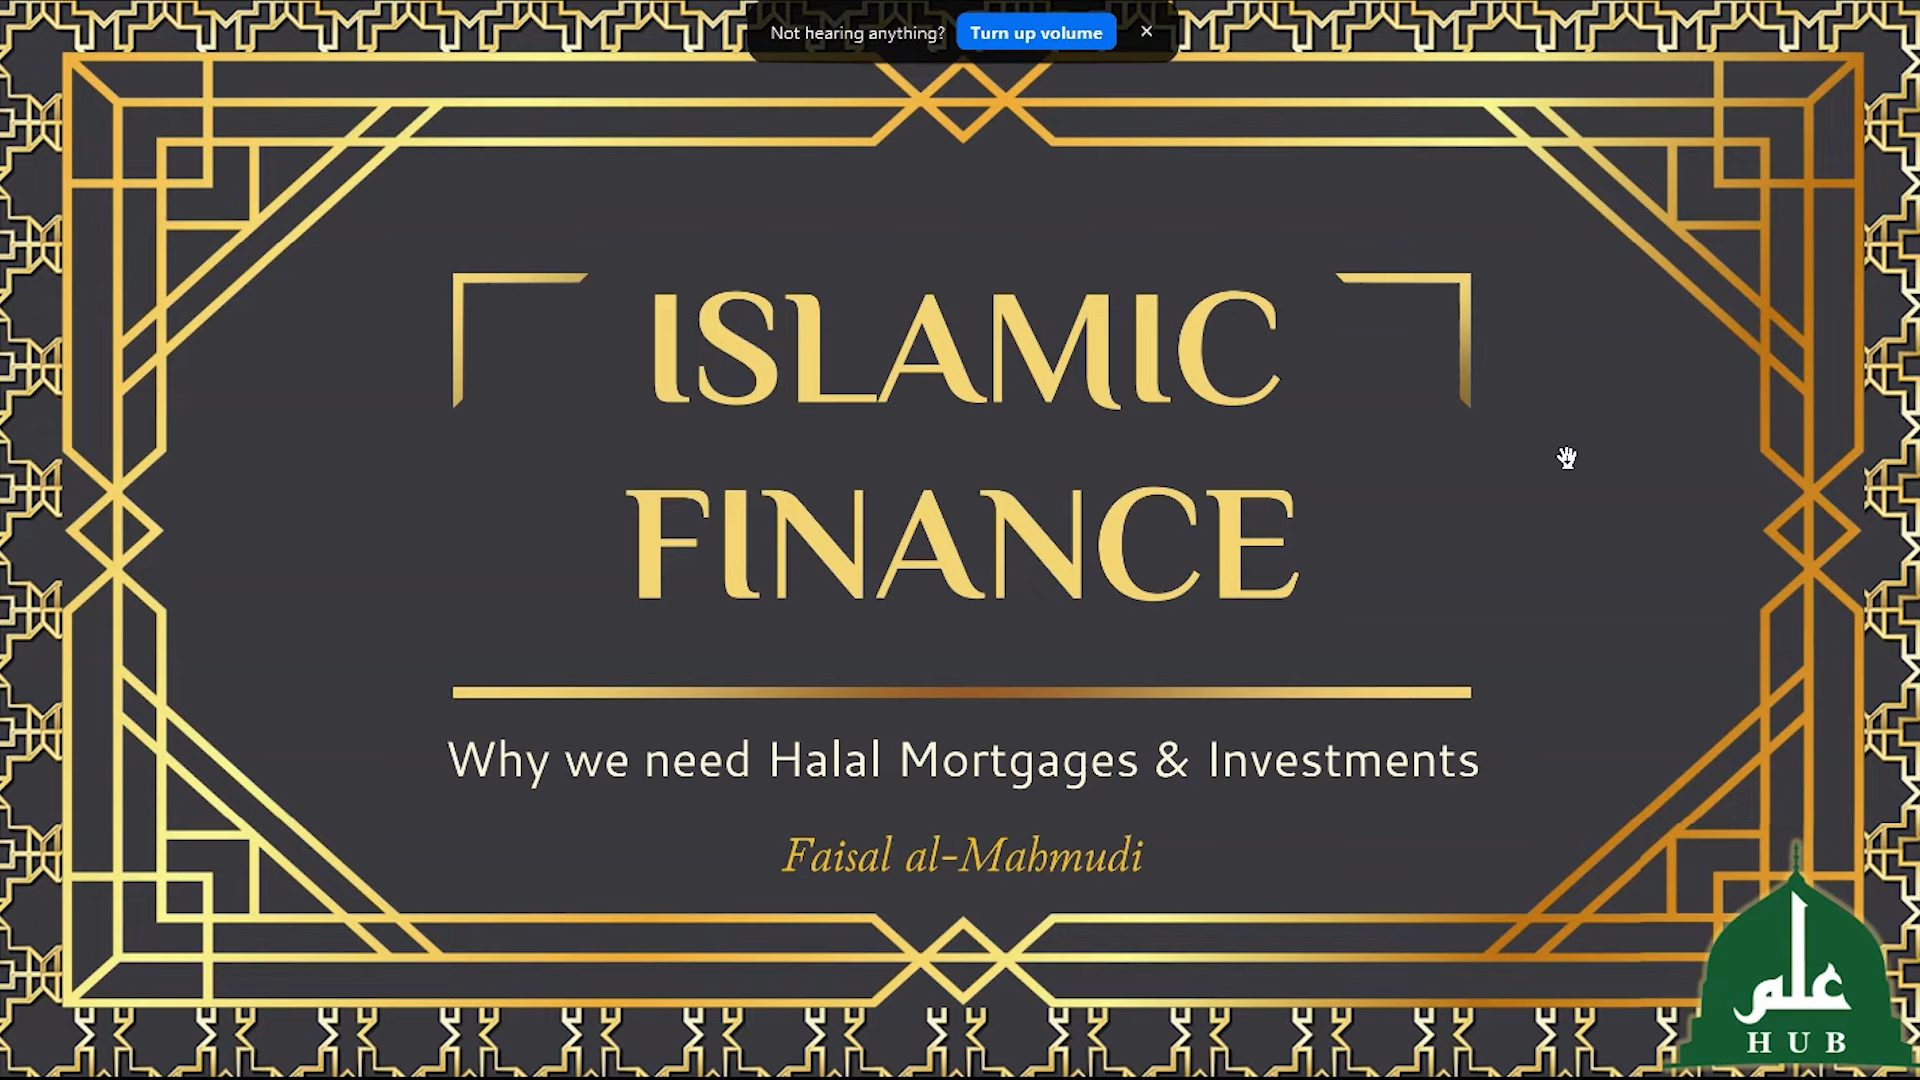 Not hearing anything? Turn up volume ×
ISLAMIC
FINANCE
Why we need Halal Mortgages & Investments
Faisal al-Mahmudi
علم
HUB